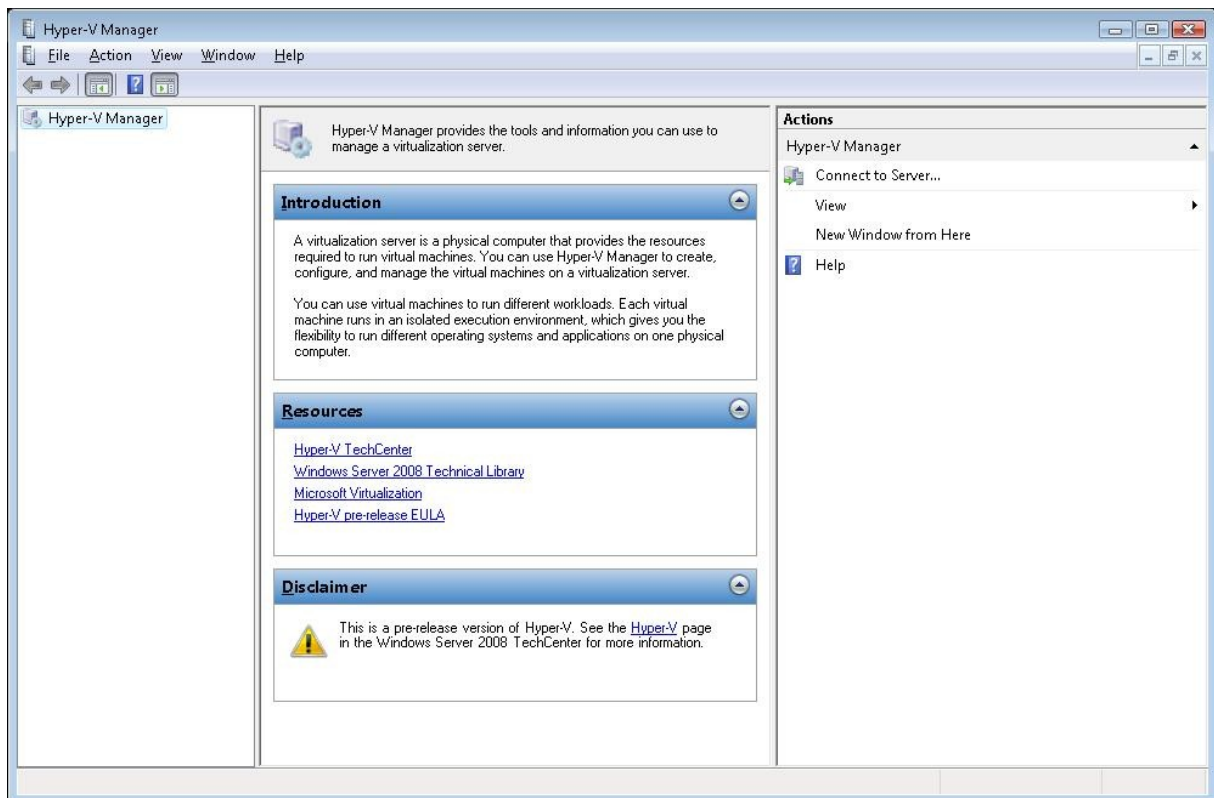 Hyper-V Manager
File Action View Window Help
Hyper-V Manager
Hyper-V Manager provides the tools and information you can use to
manage a virtualization server.
Introduction
A virtualization server is a physical computer that provides the resources
required to run virtual machines. You can use Hyper-V Manager to create,
configure, and manage the virtual machines on a virtualization server.
You can use virtual machines to run different workloads. Each virtual
machine runs in an isolated execution environment, which gives you the
flexibility to run different operating systems and applications on one physical
computer.
Resources
Hyper-V TechCenter
Windows Server 2008 Technical Library
Microsoft Virtualization
Hyper-V pre-release EULA
Disclaimer
This is a pre-release version of Hyper-V. See the Hyper-V page
in the Windows Server 2008 TechCenter for more information.
Actions
Hyper-V Manager
Connect to Server...
View
New Window from Here
Help